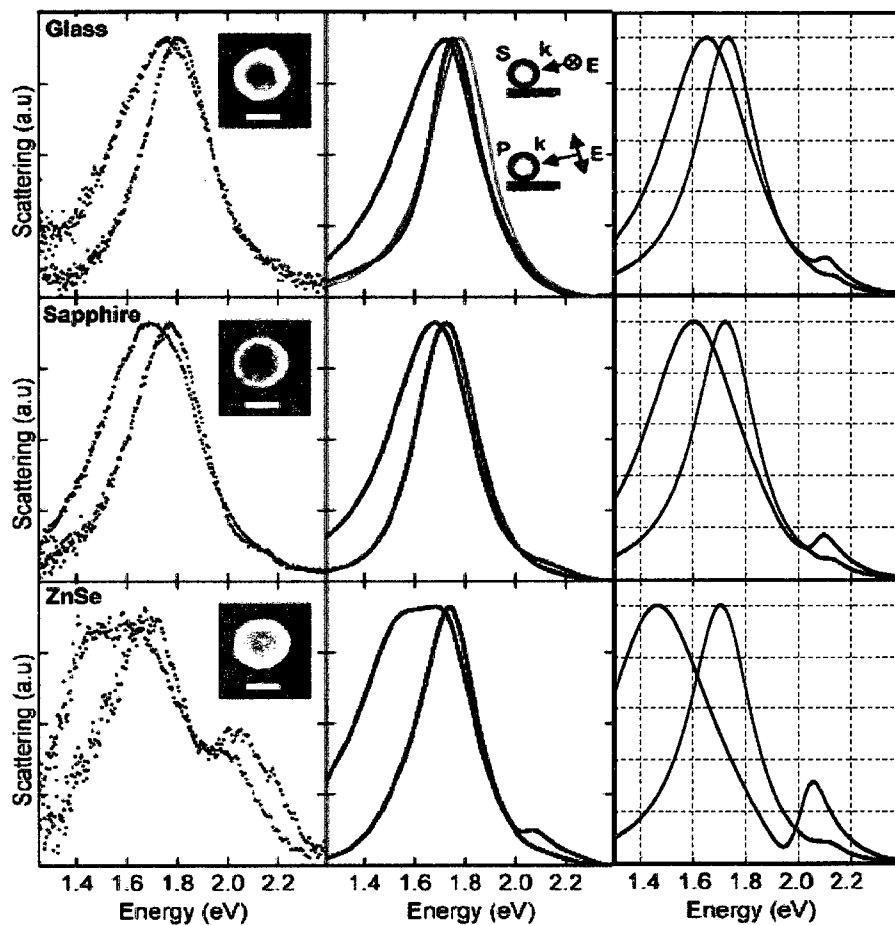 Glass
Scattering (a.u)
S k E
P k E
Sapphire
Scattering (a.u)
ZnSe
Scattering (a.u)
1.4 1.6 1.8 2.0 2.2 1.4 1.6 1.8 2.0 2.2 1.4 1.6 1.8 2.0 2.2
Energy (eV) Energy (eV) Energy (eV)